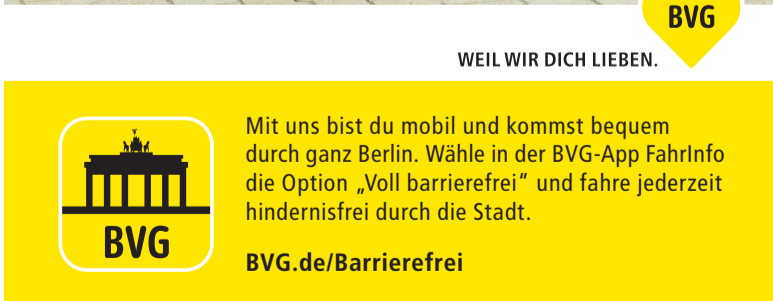 BVG
WEIL WIR DICH LIEBEN.
Mit uns bist du mobil und kommst bequem
durch ganz Berlin. Wähle in der BVG-App FahrInfo
die Option „Voll barrierefrei“ und fahre jederzeit
hindernisfrei durch die Stadt.
BVG
BVG.de/Barrierefrei